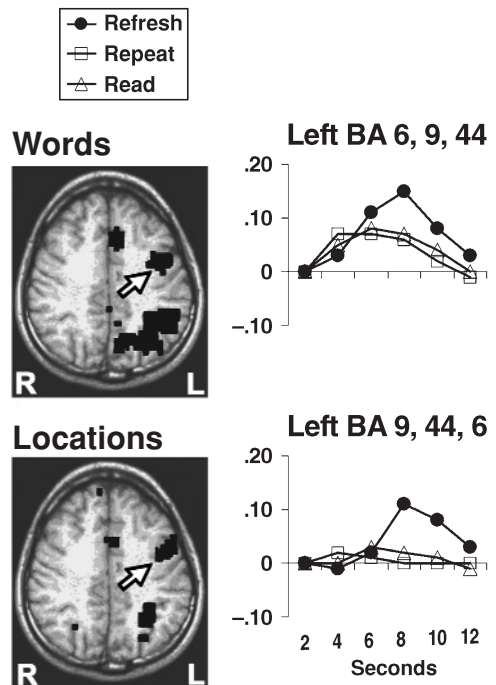 Refresh
Repeat
Read
Words
Left BA 6, 9, 44
.20
.10
0
–.10
R L
Locations
Left BA 9, 44, 6
.20
.10
0
–.10
R L
2 4 6 8 10 12
Seconds